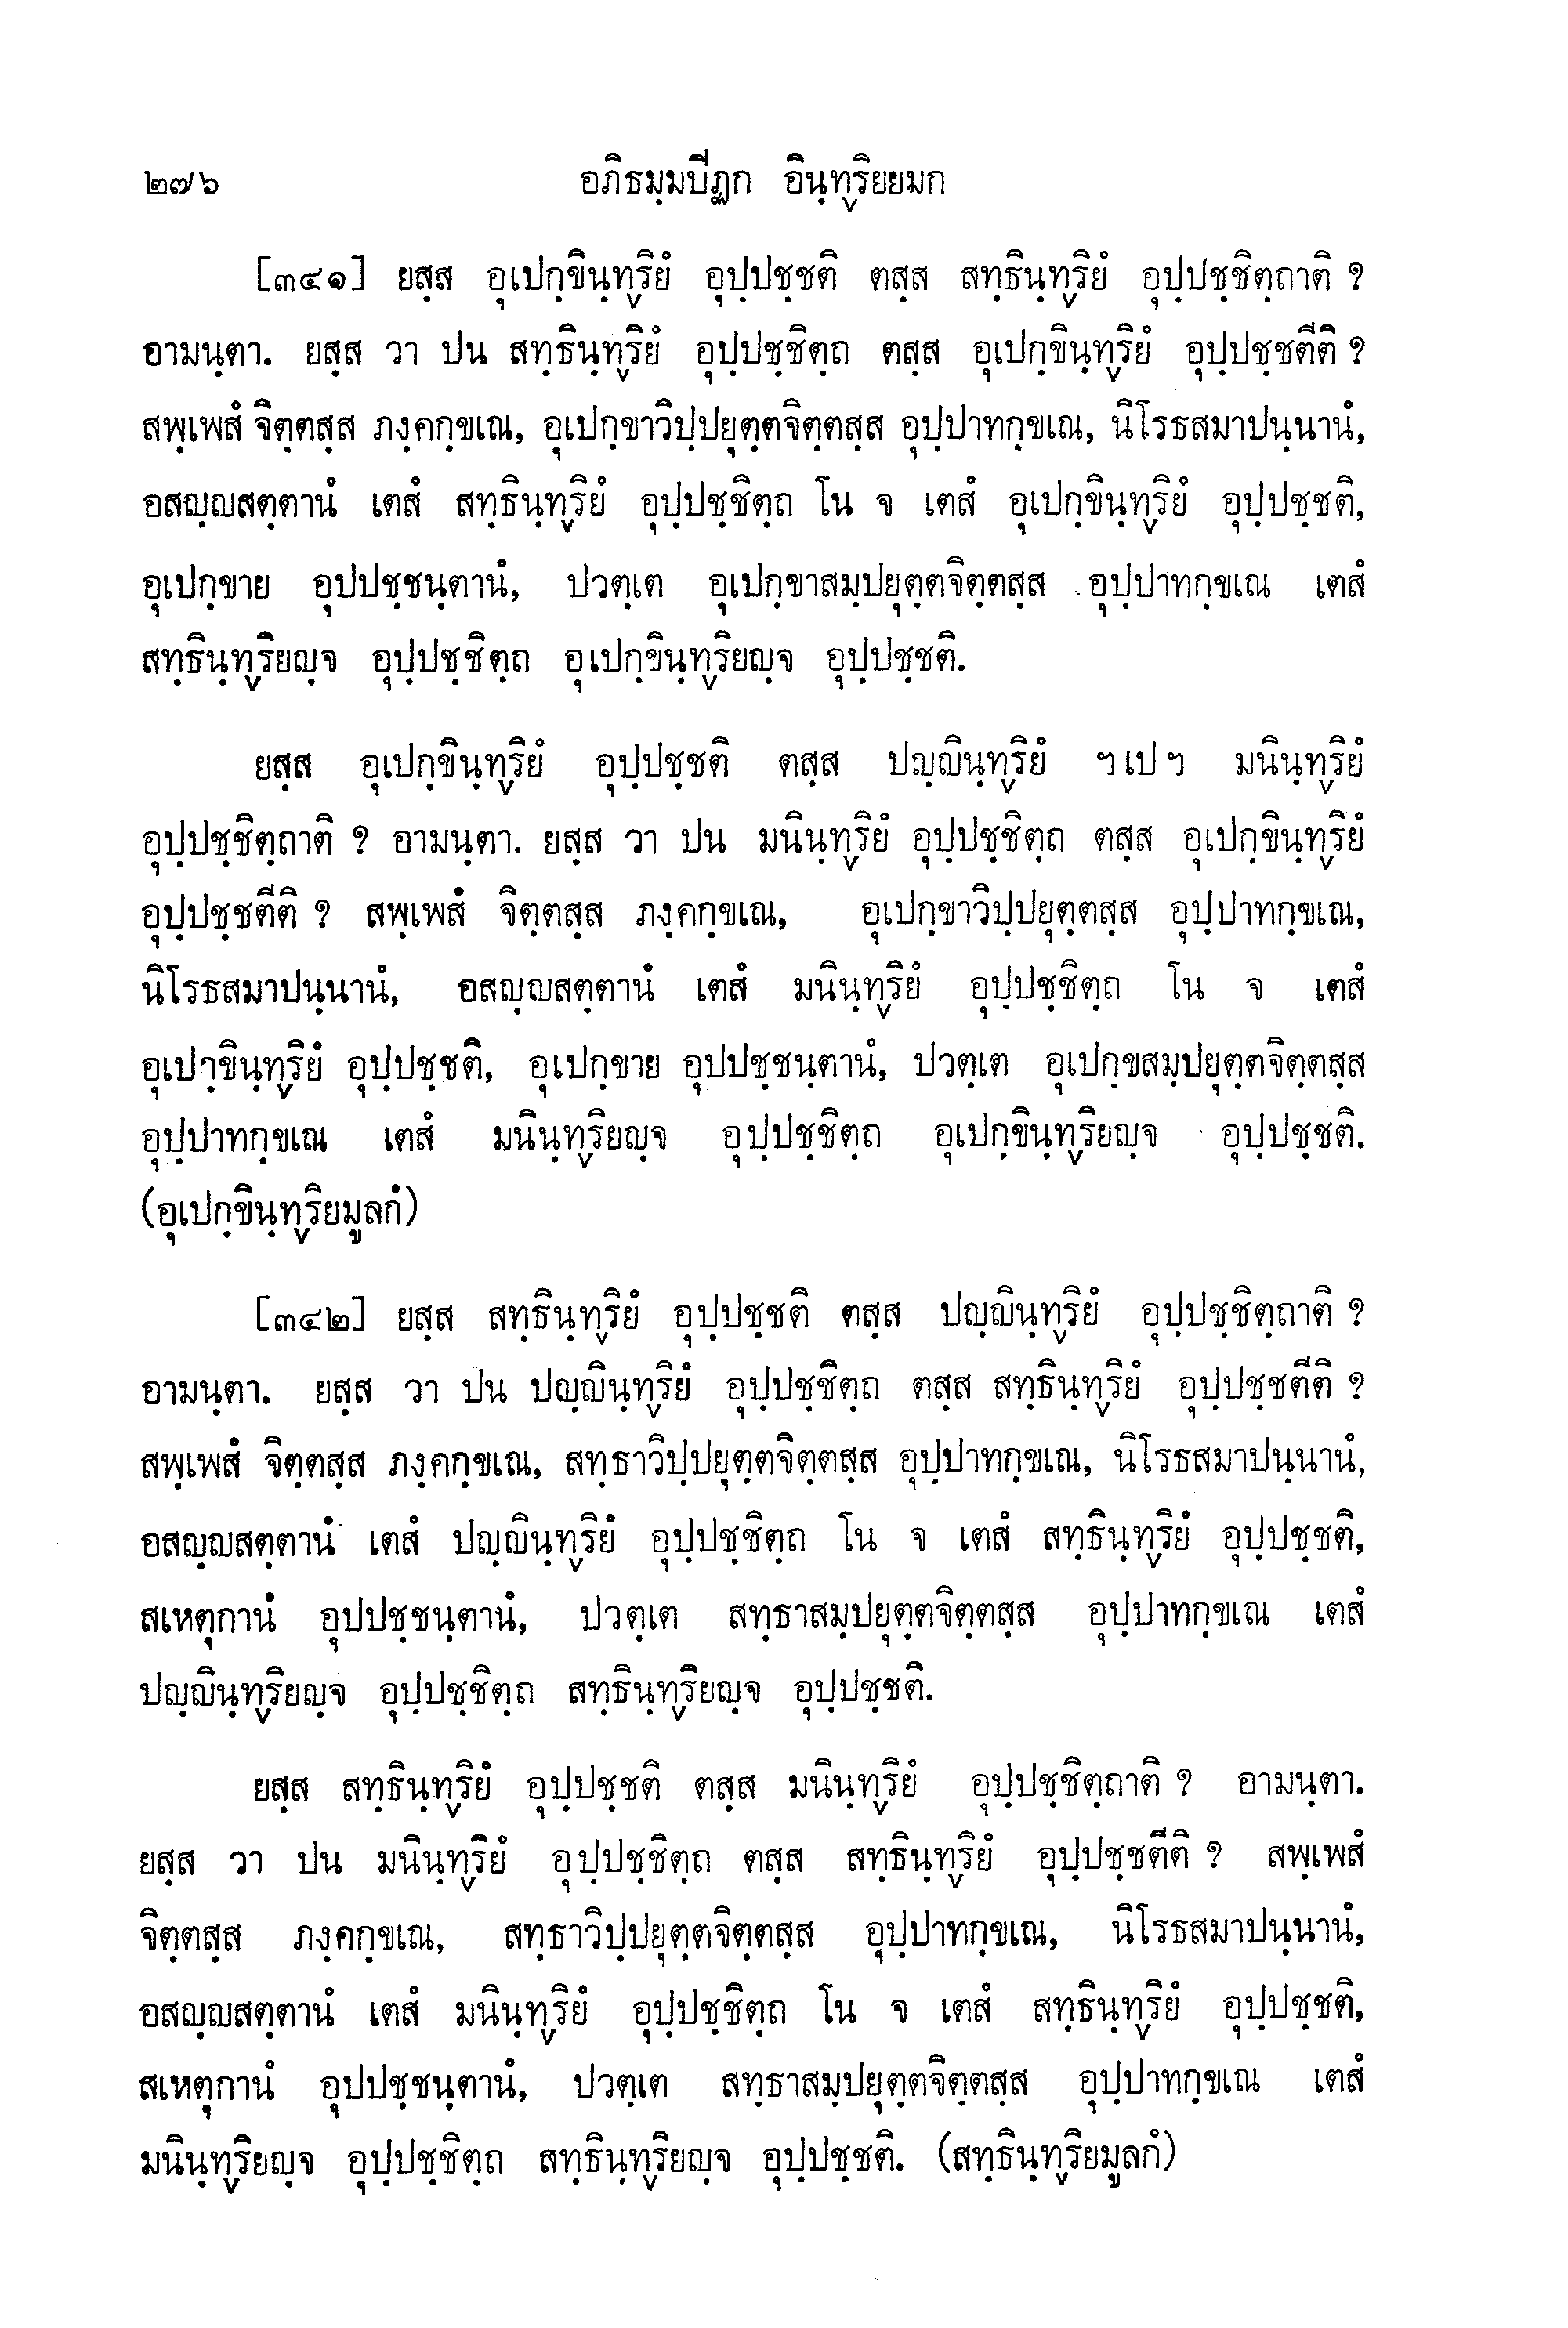 ๒๗๖ อภิธมฺมปีฏก อินฺทฺริยยมก
[๓๔๑] ยสฺส อุเปกฺขินฺทฺริยํ อุปฺปชฺชติ ตสฺส สทฺธินฺทฺริยํ อุปฺปชฺชิตฺถาติ ?
อามนฺตา. ยสฺส วา ปน สทฺธินฺทฺริยํ อุปฺปชฺชิตฺถ ตสฺส อุเปกฺขินฺทฺริยํ อุปฺปชฺชตีติ ?
สพฺเพสํ จิตฺตสฺส ภงฺคกฺขเณ, อุเปกฺขาวิปฺปยุตฺตจิตฺตสฺส อุปฺปาทกฺขเณ, นิโรธสมาปนฺนานํ,
อสญฺญสตฺตานํ เตสํ สทฺธินฺทฺริยํ อุปฺปชฺชิตฺถ โน จ เตสํ อุเปกฺขินฺทฺริยํ อุปฺปชฺชติ,
อุเปกฺขาย อุปปชฺชนฺตานํ, ปวตฺเต อุเปกฺขาสมฺปยุตฺตจิตฺตสฺส อุปฺปาทกฺขเณ เตสํ
สทฺธินฺทฺริยญฺจ อุปฺปชฺชิตฺถ อุเปกฺขินฺทฺริยญฺจ อุปฺปชฺชติ.
ยสฺส อุเปกฺขินฺทฺริยํ อุปฺปชฺชติ ตสฺส ปญฺญินฺทฺริยํ ฯเปฯ มนินฺทฺริยํ
อุปฺปชฺชิตฺถาติ ? อามนฺตา. ยสฺส วา ปน มนินฺทฺริยํ อุปฺปชฺชิตฺถ ตสฺส อุเปกฺขินฺทฺริยํ
อุปฺปชฺชตีติ ? สพฺเพสํ จิตฺตสฺส ภงฺคกฺขเณ, อุเปกฺขาวิปฺปยุตฺตสฺส อุปฺปาทกฺขเณ,
นิโรธสมาปนฺนานํ, อสญฺญสตฺตานํ เตสํ มนินฺทฺริยํ อุปฺปชฺชิตฺถ โน จ เตสํ
อุเปกฺขินฺทฺริยํ อุปฺปชฺชติ, อุเปกฺขาย อุปปชฺชนฺตานํ, ปวตฺเต อุเปกฺขสมฺปยุตฺตจิตฺตสฺส
อุปฺปาทกฺขเณ เตสํ มนินฺทฺริยญฺจ อุปฺปชฺชิตฺถ อุเปกฺขินฺทฺริยญฺจ อุปฺปชฺชติ.
(อุเปกฺขินฺทฺริยมูลกํ)
[๓๔๒] ยสฺส สทฺธินฺทฺริยํ อุปฺปชฺชติ ตสฺส ปญฺญินฺทฺริยํ อุปฺปชฺชิตฺถาติ ?
อามนฺตา. ยสฺส วา ปน ปญฺญินฺทฺริยํ อุปฺปชฺชิตฺถ ตสฺส สทฺธินฺทฺริยํ อุปฺปชฺชตีติ ?
สพฺเพสํ จิตฺตสฺส ภงฺคกฺขเณ, สทฺธาวิปฺปยุตฺตจิตฺตสฺส อุปฺปาทกฺขเณ, นิโรธสมาปนฺนานํ,
อสญฺญสตฺตานํ เตสํ ปญฺญินฺทฺริยํ อุปฺปชฺชิตฺถ โน จ เตสํ สทฺธินฺทฺริยํ อุปฺปชฺชติ,
สเหตุกานํ อุปปชฺชนฺตานํ, ปวตฺเต สทฺธาสมฺปยุตฺตจิตฺตสฺส อุปฺปาทกฺขเณ เตสํ
ปญฺญินฺทฺริยญฺจ อุปฺปชฺชิตฺถ สทฺธินฺทฺริยญฺจ อุปฺปชฺชติ.
ยสฺส สทฺธินฺทฺริยํ อุปฺปชฺชติ ตสฺส มนินฺทฺริยํ อุปฺปชฺชิตฺถาติ ? อามนฺตา.
ยสฺส วา ปน มนินฺทฺริยํ อุปฺปชฺชิตฺถ ตสฺส สทฺธินฺทฺริยํ อุปฺปชฺชตีติ ? สพฺเพสํ
จิตฺตสฺส ภงฺคกฺขเณ, สทฺธาวิปฺปยุตฺตจิตฺตสฺส อุปฺปาทกฺขเณ, นิโรธสมาปนฺนานํ,
อสญฺญสตฺตานํ เตสํ มนินฺทฺริยํ อุปฺปชฺชิตฺถ โน จ เตสํ สทฺธินฺทฺริยํ อุปฺปชฺชติ,
สเหตุกานํ อุปปชฺชนฺตานํ, ปวตฺเต สทฺธาสมฺปยุตฺตจิตฺตสฺส อุปฺปาทกฺขเณ เตสํ
มนินฺทฺริยญฺจ อุปฺปชฺชิตฺถ สทฺธินฺทฺริยญฺจ อุปฺปชฺชติ. (สทฺธินฺทฺริยมูลกํ)